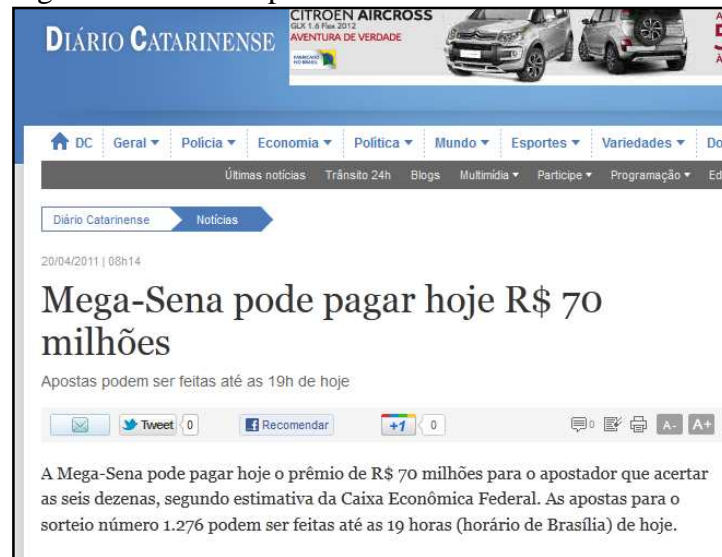 DIÁRIO CATARINENSE
CITROËN AIRCROSS
GLX 1.6 Flex 2012
AVENTURA DE VERDADE
DC Geral Polícia Economia Política Mundo Esportes Variedades Do
Últimas notícias Trânsito 24h Blogs Multimídia Participe Programação Ed
Diário Catarinense Notícias
20/04/2011 | 08h14
Mega-Sena pode pagar hoje R$ 70
milhões
Apostas podem ser feitas até as 19h de hoje
Tweet 0 Recomendar +1 0 0 A- A+
A Mega-Sena pode pagar hoje o prêmio de R$ 70 milhões para o apostador que acertar
as seis dezenas, segundo estimativa da Caixa Econômica Federal. As apostas para o
sorteio número 1.276 podem ser feitas até as 19 horas (horário de Brasília) de hoje.